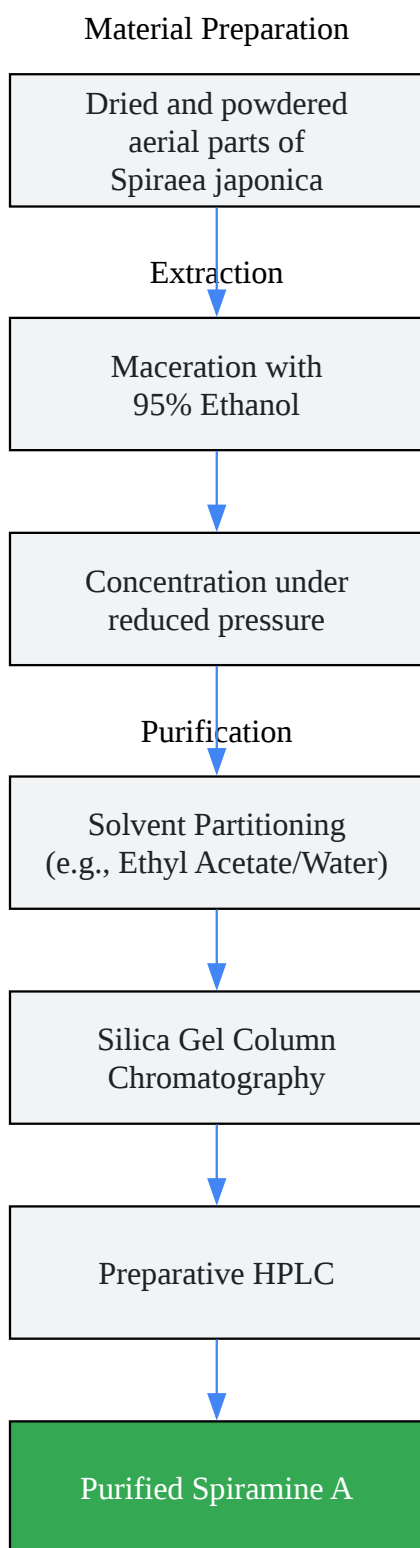 Material Preparation
Dried and powdered
aerial parts of
Spiraea japonica
Extraction
Maceration with
95% Ethanol
Concentration under
reduced pressure
Purification
Solvent Partitioning
(e.g., Ethyl Acetate/Water)
Silica Gel Column
Chromatography
Preparative HPLC
Purified Spiramine A